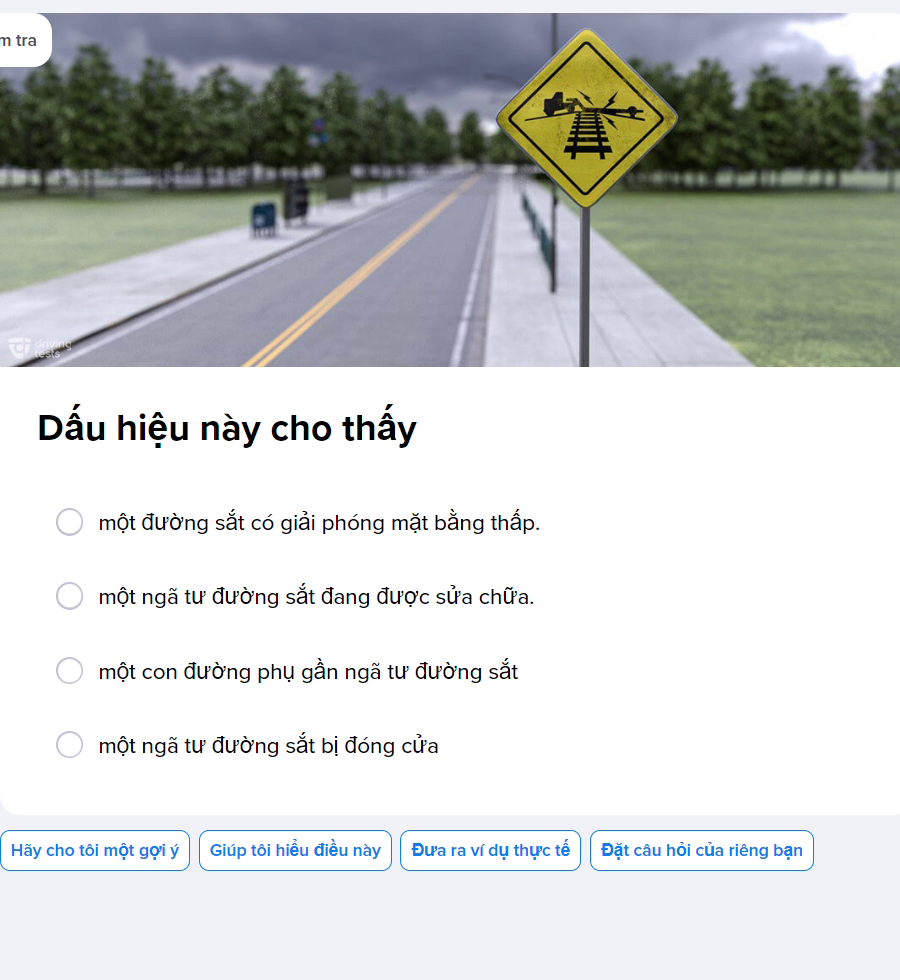 m tra
driving
tests
Dấu hiệu này cho thấy
một đường sắt có giải phóng mặt bằng thấp.
một ngã tư đường sắt đang được sửa chữa.
một con đường phụ gần ngã tư đường sắt
một ngã tư đường sắt bị đóng cửa
Hãy cho tôi một gợi ý
Giúp tôi hiểu điều này
Đưa ra ví dụ thực tế
Đặt câu hỏi của riêng bạn